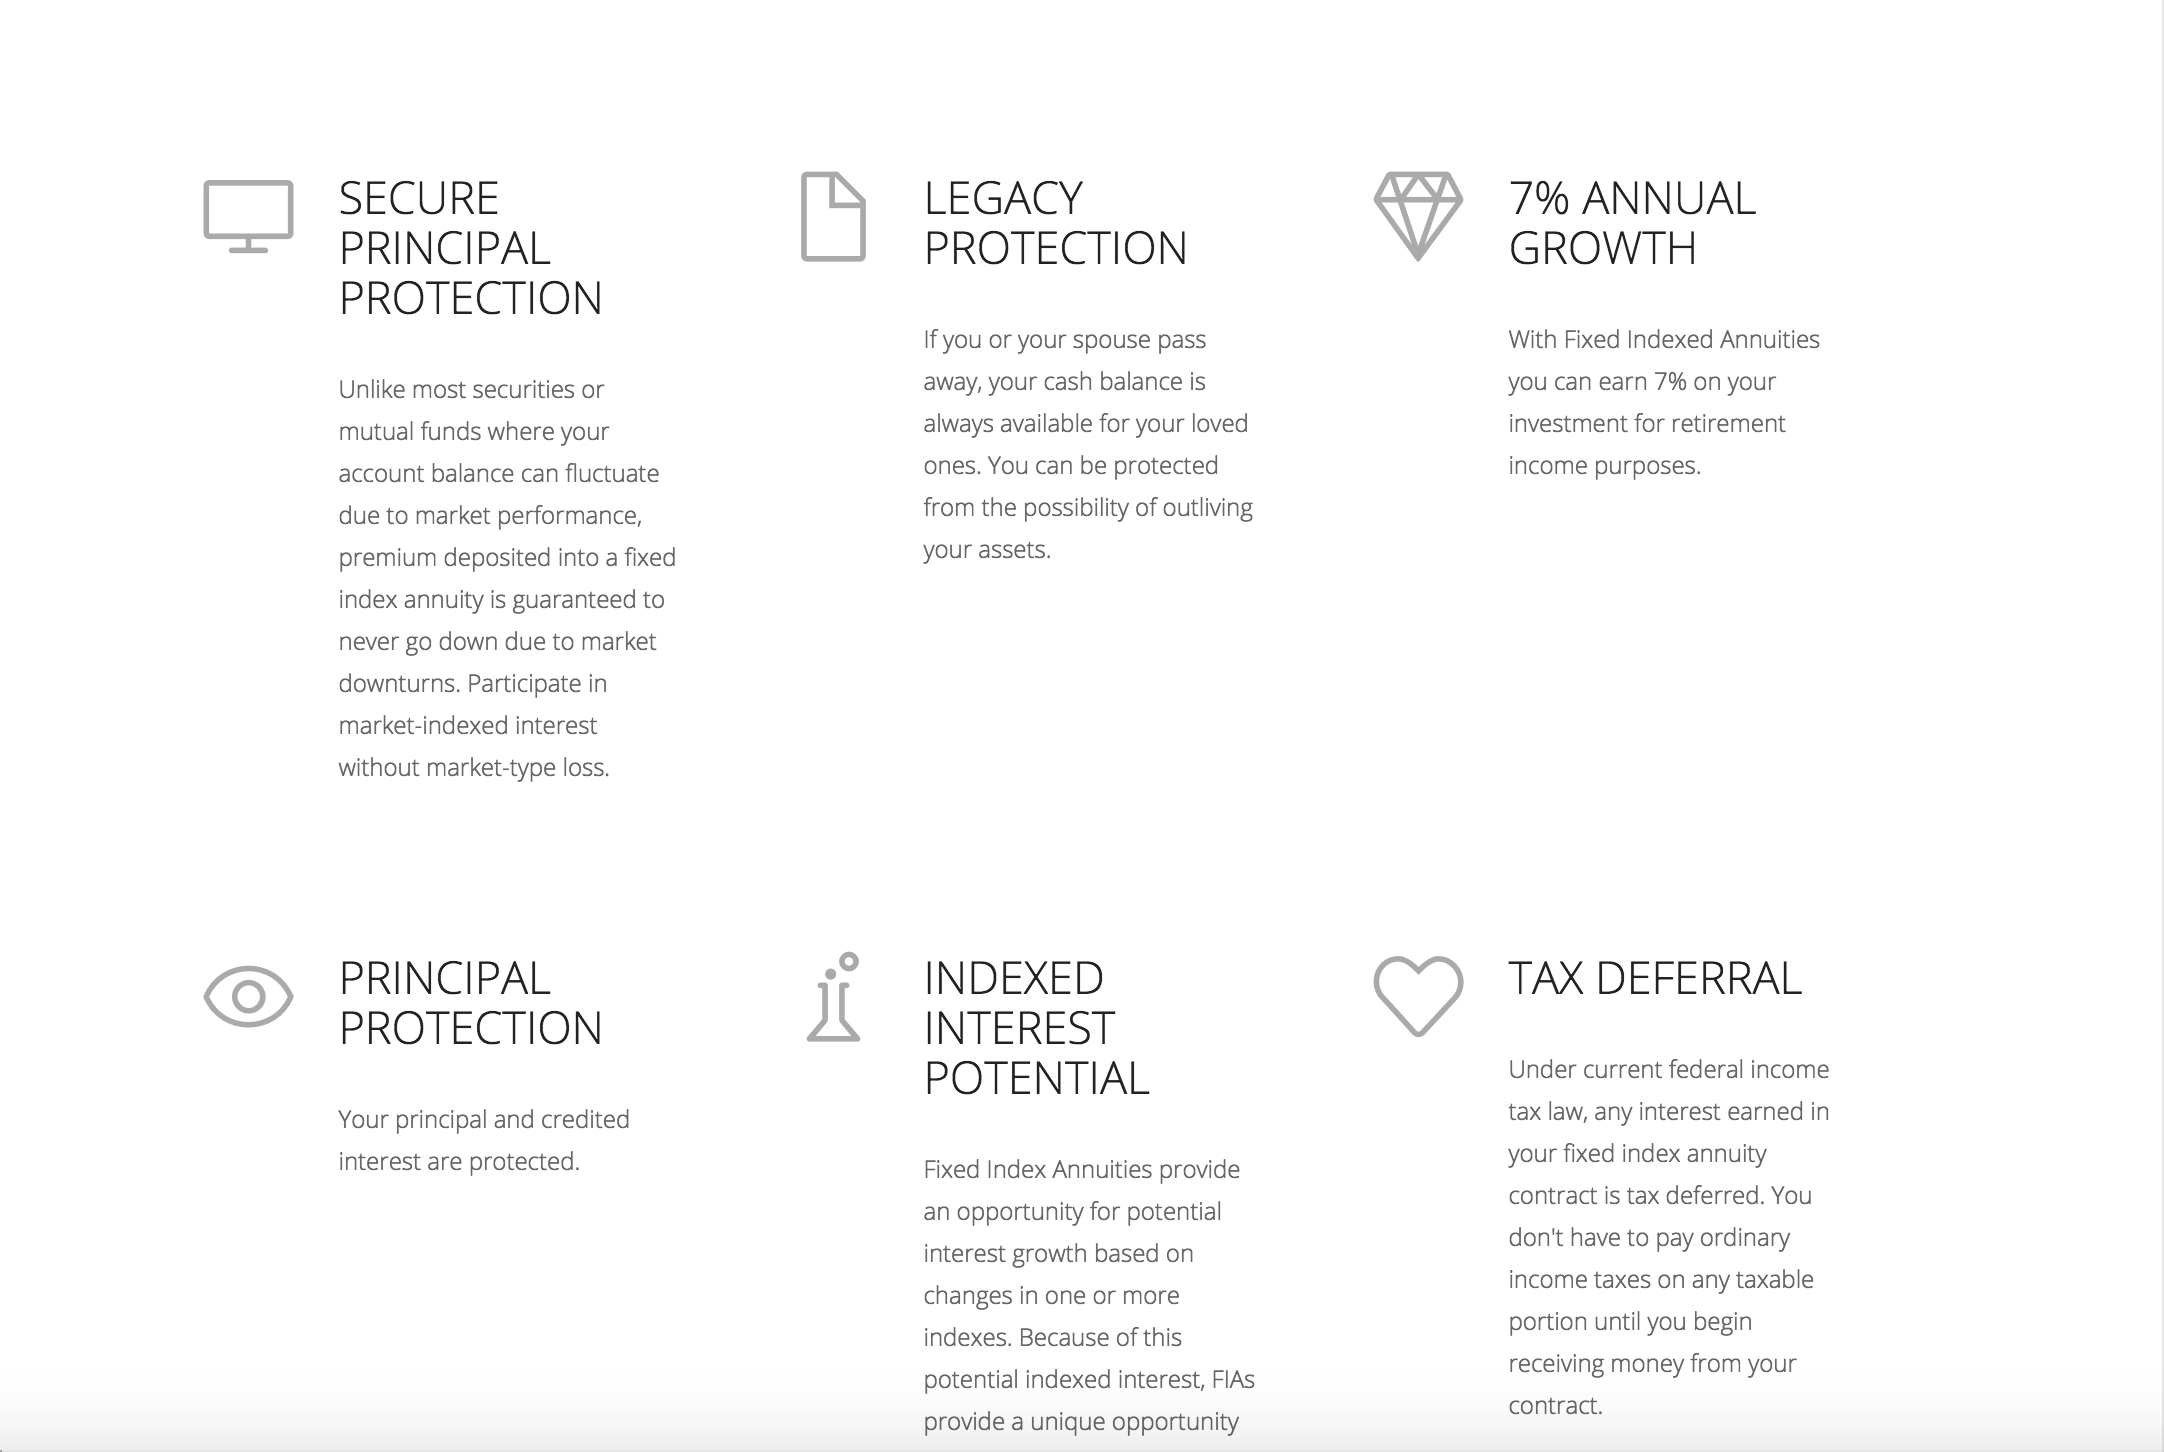 SECURE
PRINCIPAL
PROTECTION
Unlike most securities or
mutual funds where your
account balance can fluctuate
due to market performance,
premium deposited into a fixed
index annuity is guaranteed to
never go down due to market
downturns. Participate in
market-indexed interest
without market-type loss.
LEGACY
PROTECTION
If you or your spouse pass
away, your cash balance is
always available for your loved
ones. You can be protected
from the possibility of outliving
your assets.
7% ANNUAL
GROWTH
With Fixed Indexed Annuities
you can earn 7% on your
investment for retirement
income purposes.
PRINCIPAL
PROTECTION
Your principal and credited
interest are protected.
INDEXED
INTEREST
POTENTIAL
Fixed Index Annuities provide
an opportunity for potential
interest growth based on
changes in one or more
indexes. Because of this
potential indexed interest, FIAs
provide a unique opportunity
TAX DEFERRAL
Under current federal income
tax law, any interest earned in
your fixed index annuity
contract is tax deferred. You
don't have to pay ordinary
income taxes on any taxable
portion until you begin
receiving money from your
contract.